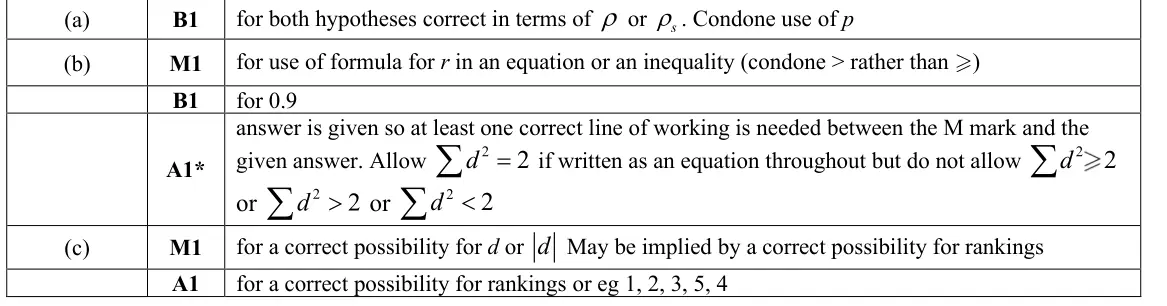 (a) B1 for both hypotheses correct in terms of ρ or ρₛ. Condone use of p
(b) M1 for use of formula for r in an equation or an inequality (condone > rather than ⩾)
B1 for 0.9
answer is given so at least one correct line of working is needed between the M mark and the
A1* given answer. Allow ∑d² = 2 if written as an equation throughout but do not allow ∑d²⩾2
or ∑d² > 2 or ∑d² < 2
(c) M1 for a correct possibility for d or |d| May be implied by a correct possibility for rankings
A1 for a correct possibility for rankings or eg 1, 2, 3, 5, 4